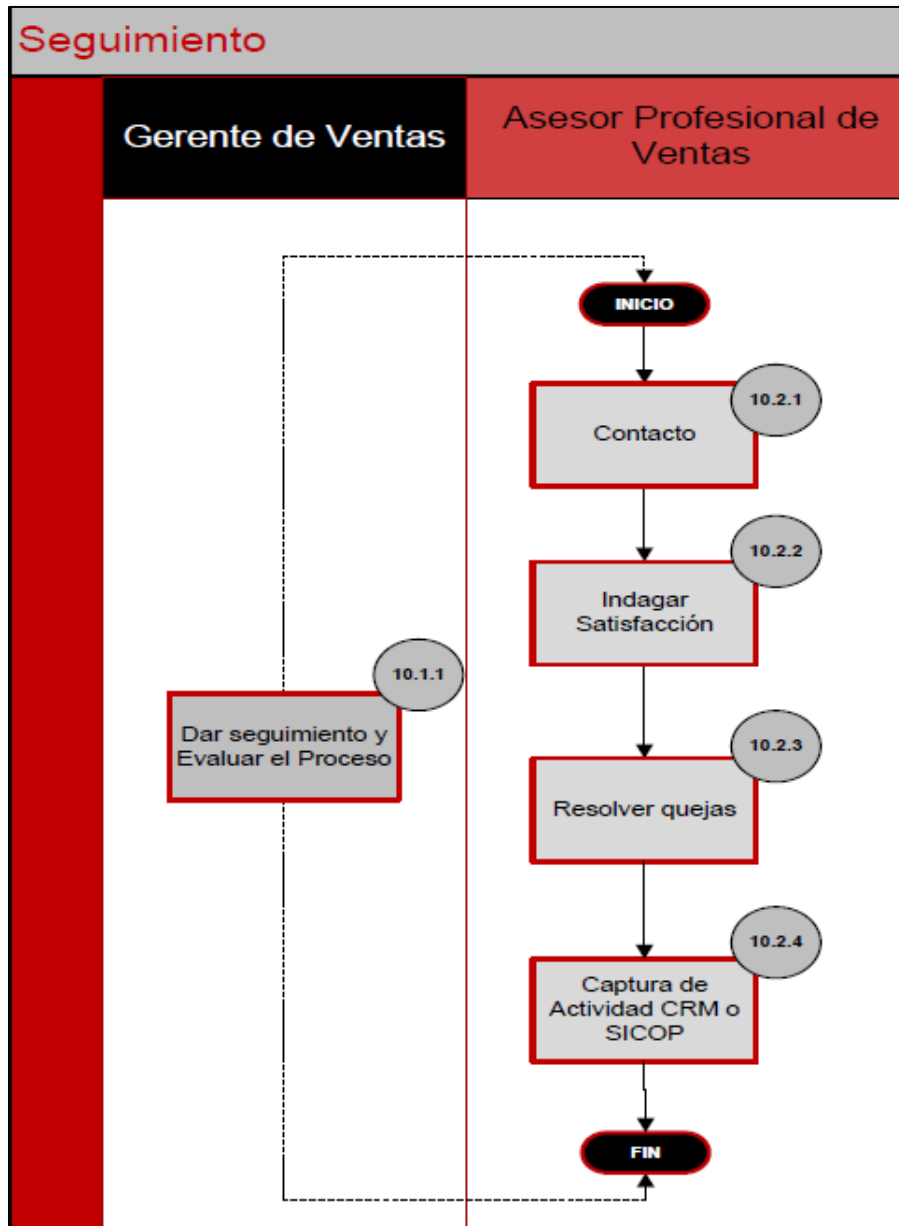 Seguimiento
Gerente de Ventas
Asesor Profesional de
Ventas
INICIO
10.2.1
Contacto
10.2.2
Indagar
Satisfacción
10.1.1
Dar seguimiento y
Evaluar el Proceso
10.2.3
Resolver quejas
10.2.4
Captura de
Actividad CRM o
SICOP
FIN